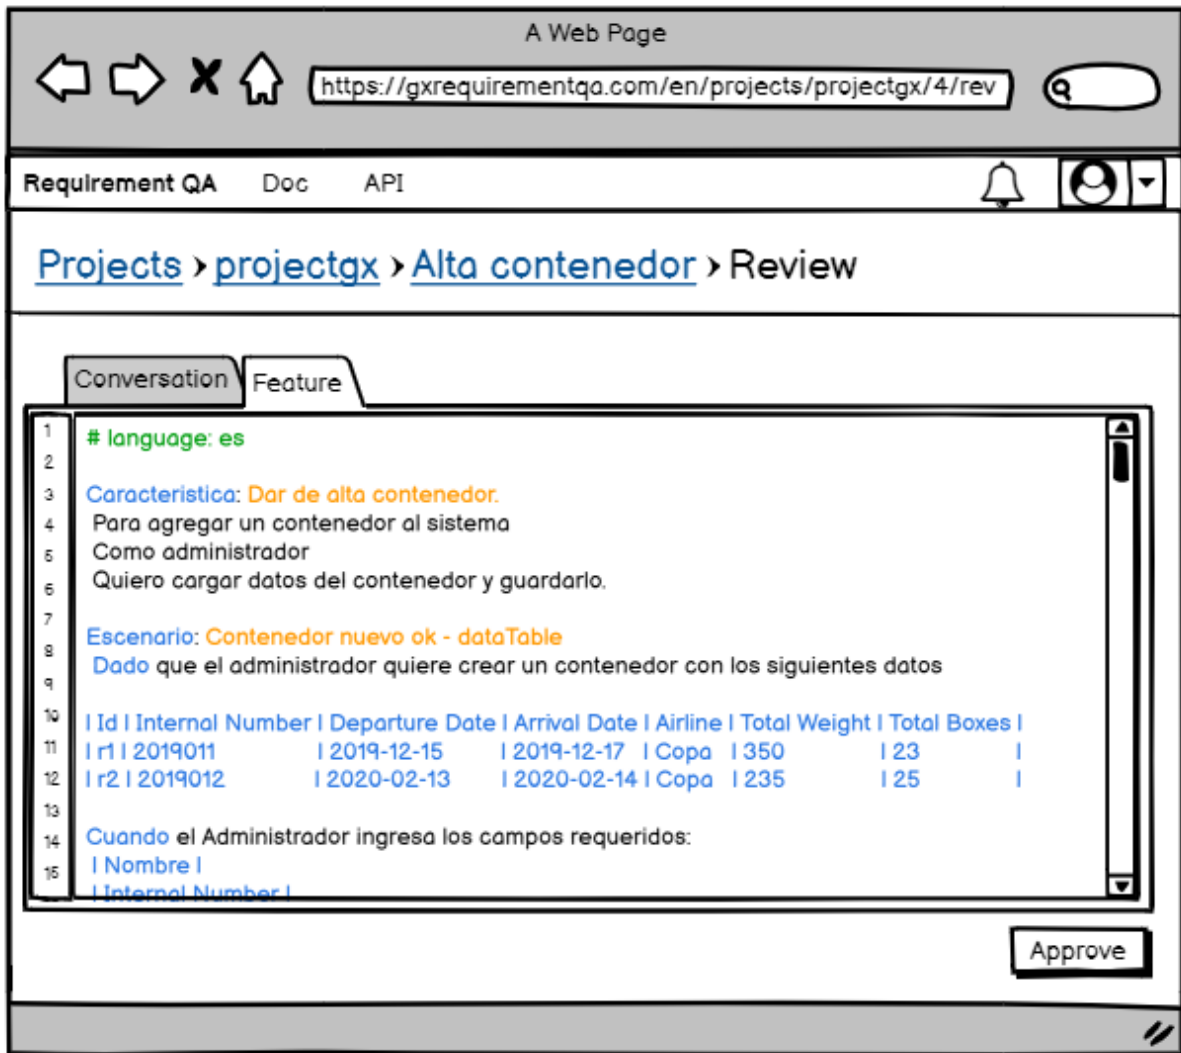 A Web Page
https://gxrequirementqa.com/en/projects/projectgx/4/rev
Requirement QA Doc API
Projects › projectgx › Alta contenedor › Review
Conversation Feature
1 # language: es
2
3 Caracteristica: Dar de alta contenedor.
4 Para agregar un contenedor al sistema
5 Como administrador
6 Quiero cargar datos del contenedor y guardarlo.
7
8 Escenario: Contenedor nuevo ok - dataTable
9 Dado que el administrador quiere crear un contenedor con los siguientes datos
10 | Id | Internal Number | Departure Date | Arrival Date | Airline | Total Weight | Total Boxes |
11 | r1 | 2019011 | 2019-12-15 | 2019-12-17 | Copa | 350 | 23 |
12 | r2 | 2019012 | 2020-02-13 | 2020-02-14 | Copa | 235 | 25 |
13
14 Cuando el Administrador ingresa los campos requeridos:
15 | Nombre |
| Internal Number |
Approve